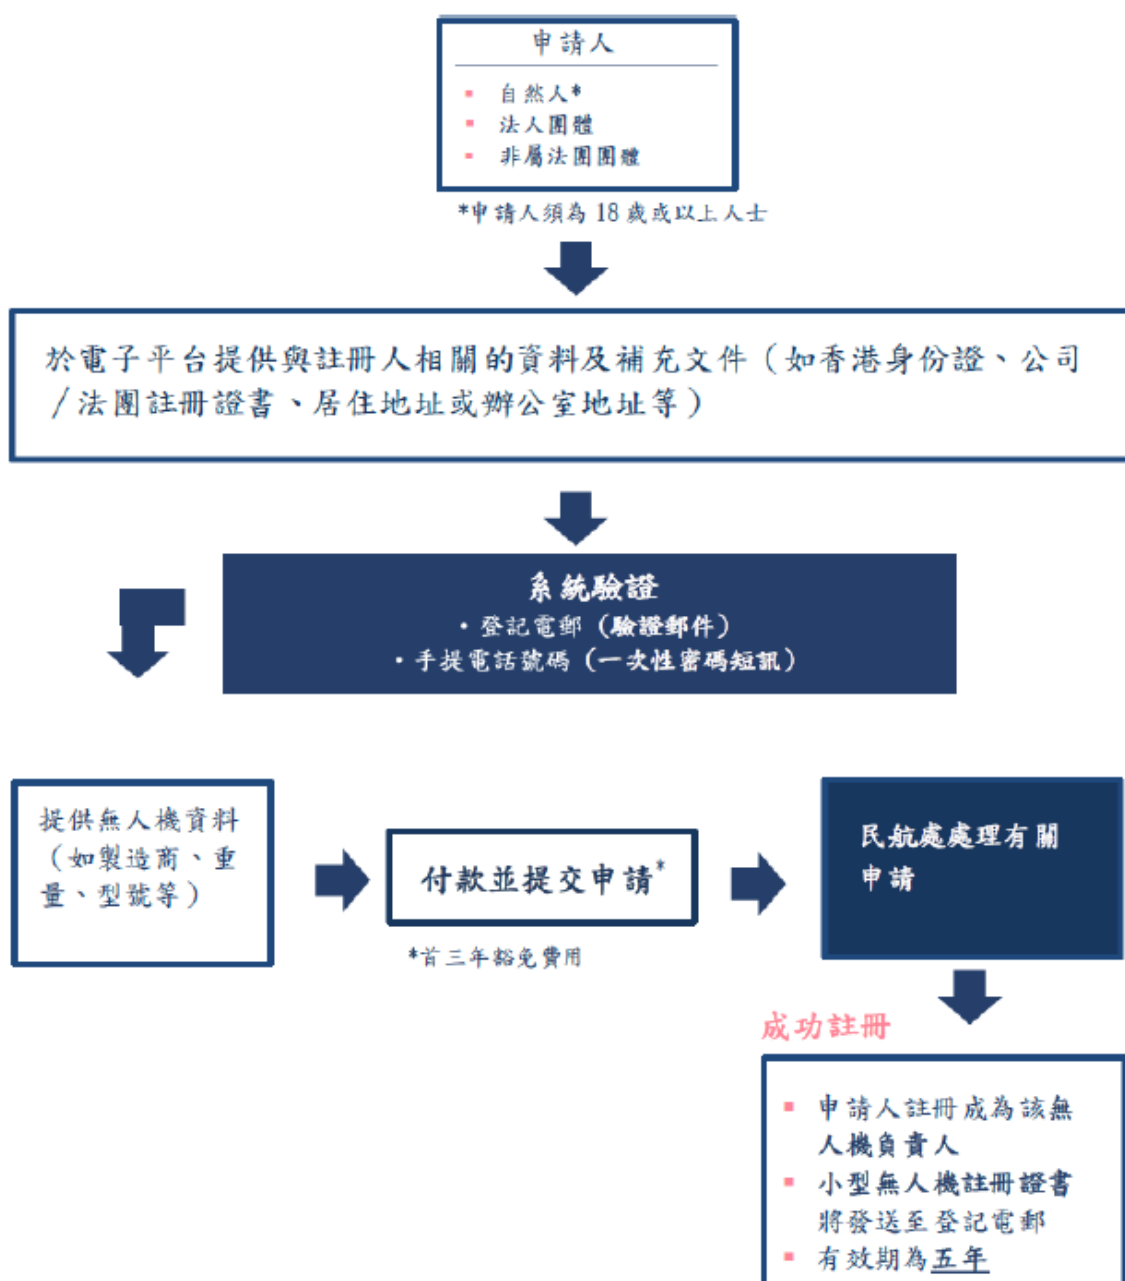 申請人
自然人*
法人團體
非屬法團團體
*申請人須為 18 歲或以上人士
於電子平台提供與註冊人相關的資料及補充文件（如香港身份證、公司
/法團註冊證書、居住地址或辦公室地址等）
系統驗證
・登記電郵（驗證郵件）
・手提電話號碼（一次性密碼短訊）
提供無人機資料
（如製造商、重
量、型號等）
付款並提交申請*
*首三年豁免費用
民航處處理有關
申請
成功註冊
申請人註冊成為該無
人機負責人
小型無人機註冊證書
將發送至登記電郵
有效期為五年